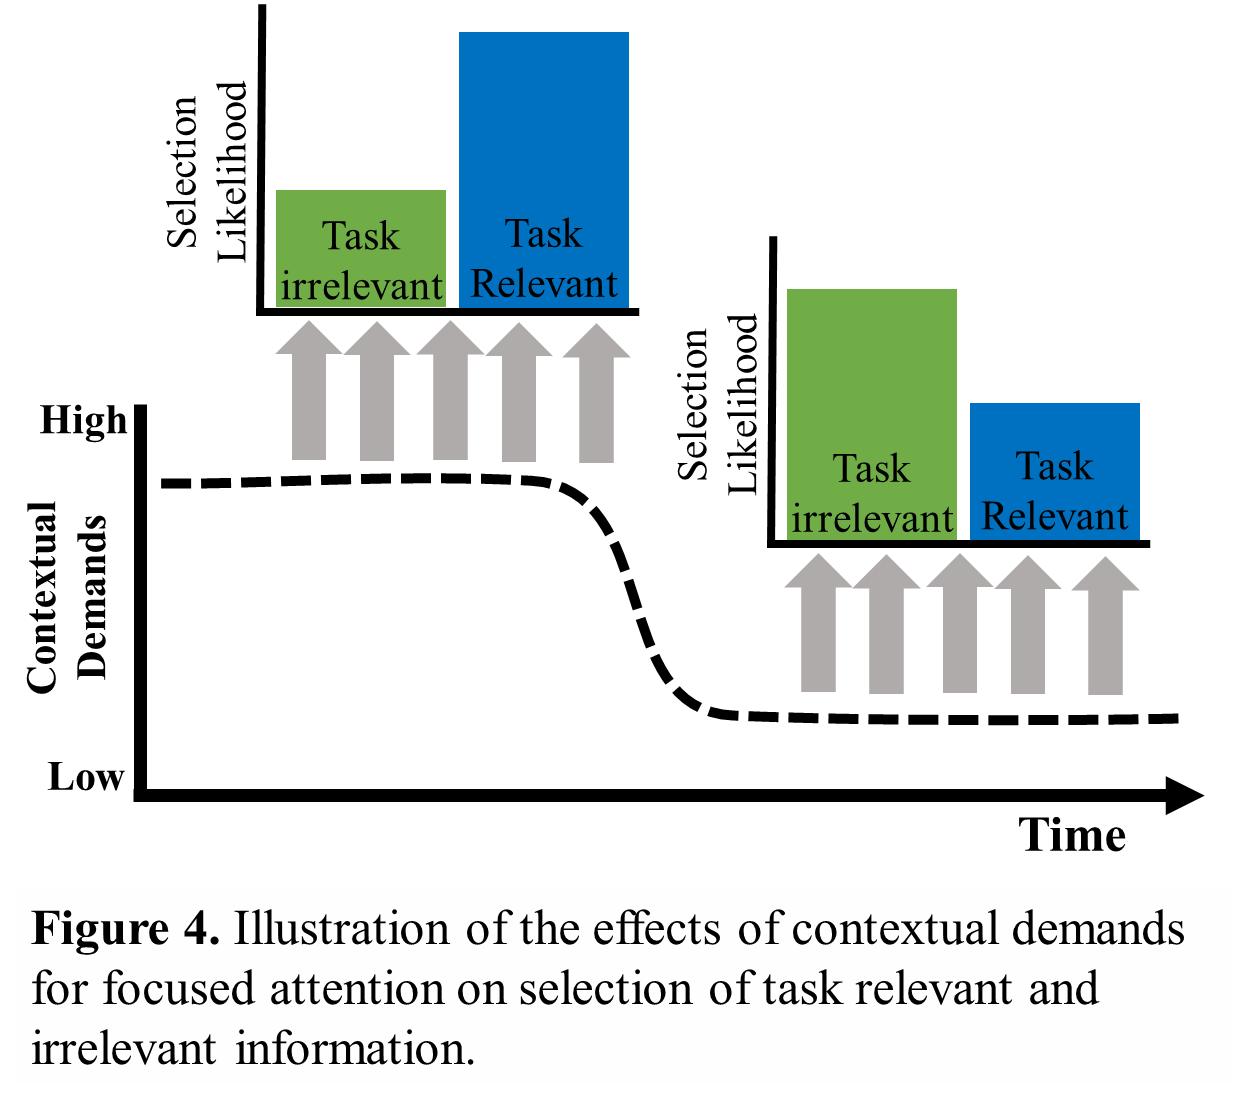 Selection
Likelihood
Task
irrelevant
Task
Relevant
Selection
Likelihood
Task
irrelevant
Task
Relevant
High
Contextual
Demands
Low
Time
Figure 4. Illustration of the effects of contextual demands
for focused attention on selection of task relevant and
irrelevant information.